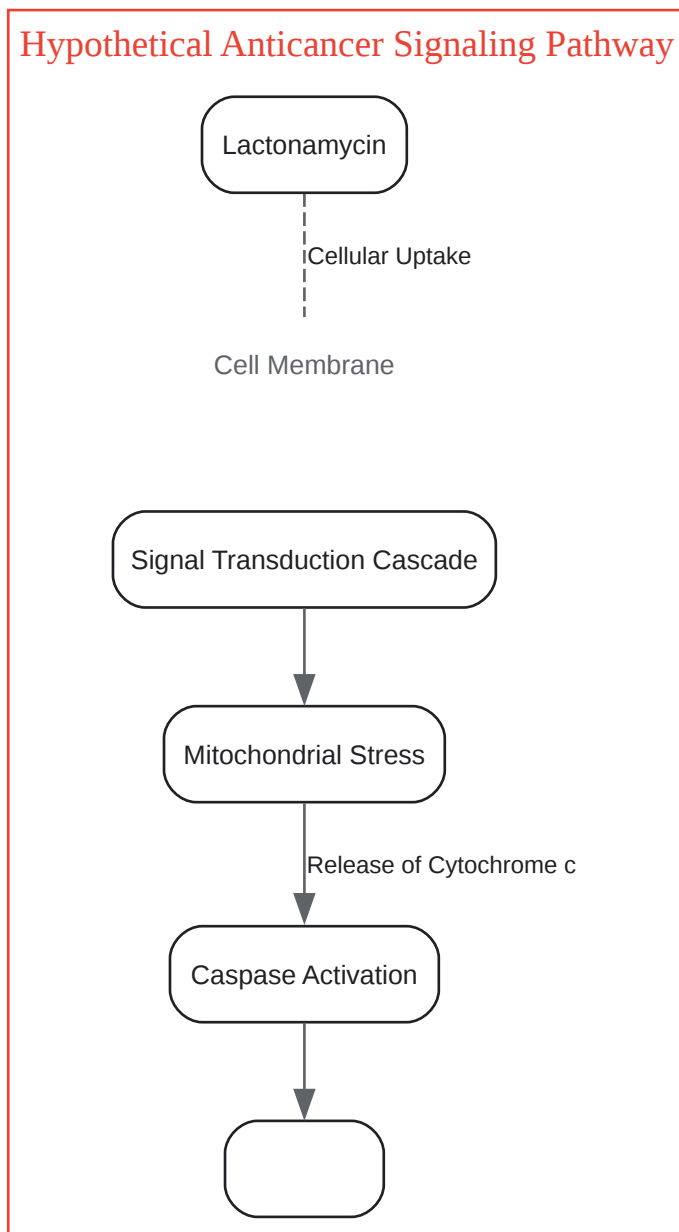 Hypothetical Anticancer Signaling Pathway
Lactonamycin
Cellular Uptake
Cell Membrane
Signal Transduction Cascade
Mitochondrial Stress
Release of Cytochrome c
Caspase Activation